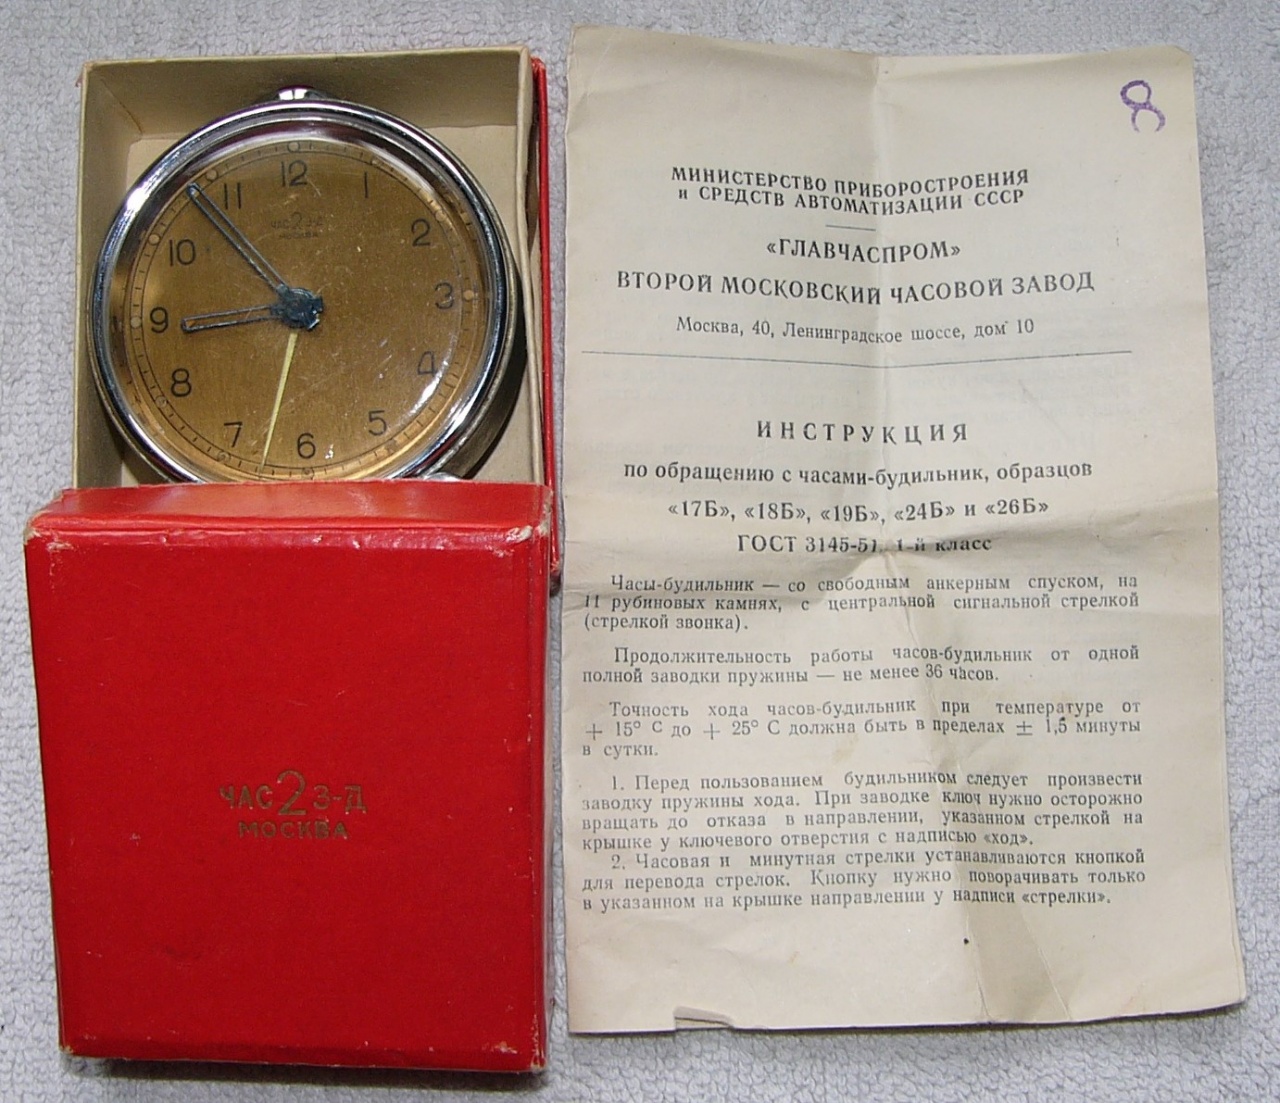 12
1
11
2
10
3
9
4
8
5
7
6
ЧАС 2 З-Д
МОСКВА
ЧАС 2 З-Д
МОСКВА
8
МИНИСТЕРСТВО ПРИБОРОСТРОЕНИЯ
и СРЕДСТВ АВТОМАТИЗАЦИИ СССР
«ГЛАВЧАСПРОМ»
ВТОРОЙ МОСКОВСКИЙ ЧАСОВОЙ ЗАВОД
Москва, 40, Ленинградское шоссе, дом 10
ИНСТРУКЦИЯ
по обращению с часами-будильник, образцов
«17Б», «18Б», «19Б», «24Б» и «26Б»
ГОСТ 3145-51, 1-й класс
Часы-будильник — со свободным анкерным спуском, на
11 рубиновых камнях, с центральной сигнальной стрелкой
(стрелкой звонка).
Продолжительность работы часов-будильник от одной
полной заводки пружины — не менее 36 часов.
Точность хода часов-будильник при температуре от
+ 15° С до + 25° С должна быть в пределах ± 1,5 минуты
в сутки.
1. Перед пользованием будильником следует произвести
заводку пружины хода. При заводке ключ нужно осторожно
вращать до отказа в направлении, указанном стрелкой на
крышке у ключевого отверстия с надписью «ход».
2. Часовая и минутная стрелки устанавливаются кнопкой
для перевода стрелок. Кнопку нужно поворачивать только
в указанном на крышке направлении у надписи «стрелки».